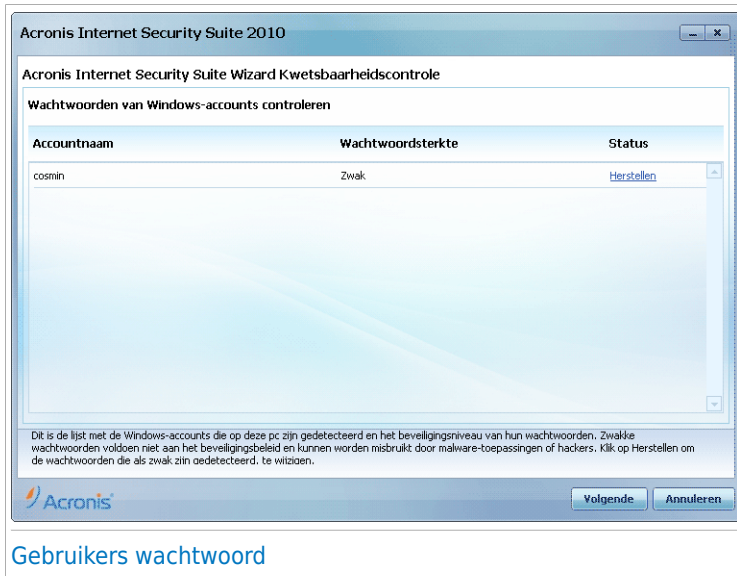 Acronis Internet Security Suite 2010
Acronis Internet Security Suite Wizard Kwetsbaarheidscontrole
Wachtwoorden van Windows-accounts controleren
Accountnaam Wachtwoordsterkte Status
cosmin Zwak Herstellen
Dit is de lijst met de Windows-accounts die op deze pc zijn gedetecteerd en het beveiligingsniveau van hun wachtwoorden. Zwakke
wachtwoorden voldoen niet aan het beveiligingsbeleid en kunnen worden misbruikt door malware-toepassingen of hackers. Klik op Herstellen om
de wachtwoorden die als zwak zijn gedetecteerd, te wijzigen.
Acronis Volgende Annuleren
Gebruikers wachtwoord